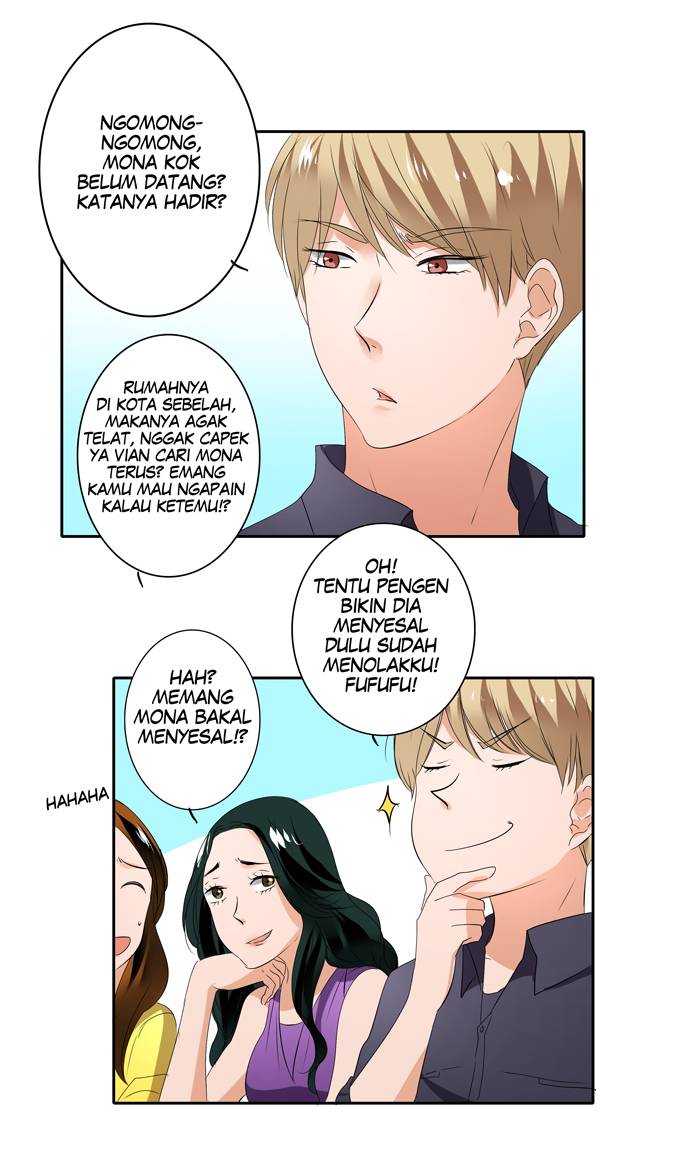 NGOMONG-
NGOMONG,
MONA KOK
BELUM DATANG?
KATANYA HADIR?
RUMAHNYA
DI KOTA SEBELAH,
MAKANYA AGAK
TELAT, NGGAK CAPEK
YA VIAN CARI MONA
TERUS? EMANG
KAMU MAU NGAPAIN
KALAU KETEMU!?
OH!
TENTU PENGEN
BIKIN DIA
MENYESAL
DULU SUDAH
MENOLAKKU!
FUFUFU!
HAH?
MEMANG
MONA BAKAL
MENYESAL!?
HAHAHA